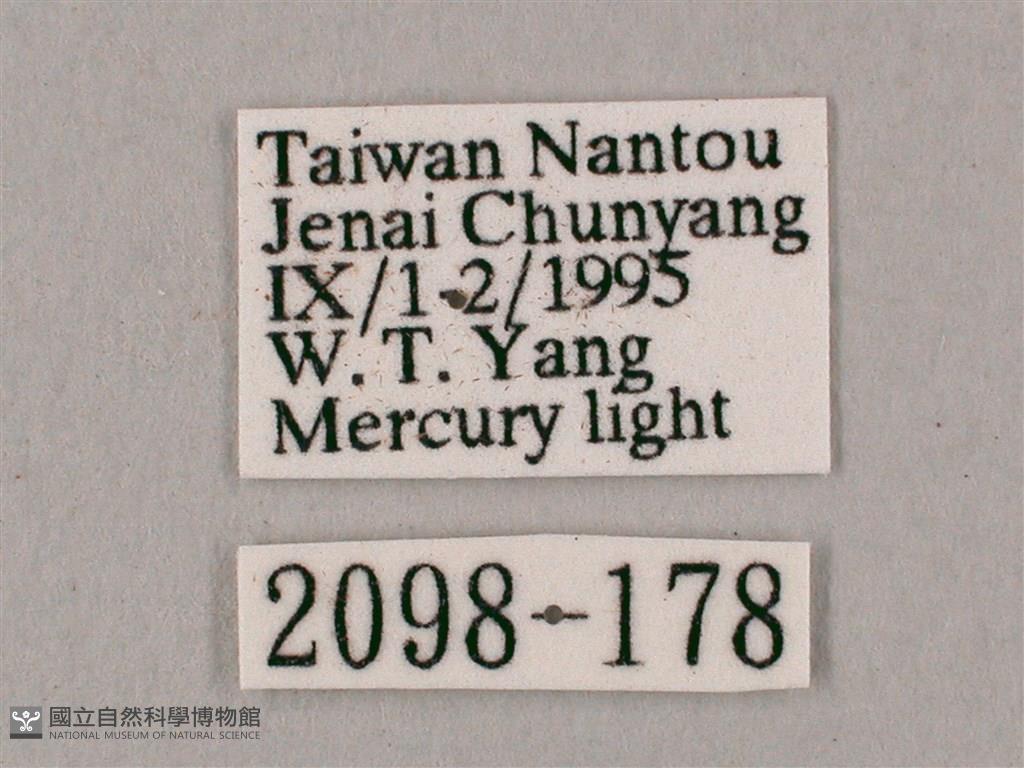 Taiwan Nantou
Jenai Chunyang
IX/1-2/1995
W. T. Yang
Mercury light
2098-178
國立自然科學博物館
NATIONAL MUSEUM OF NATURAL SCIENCE